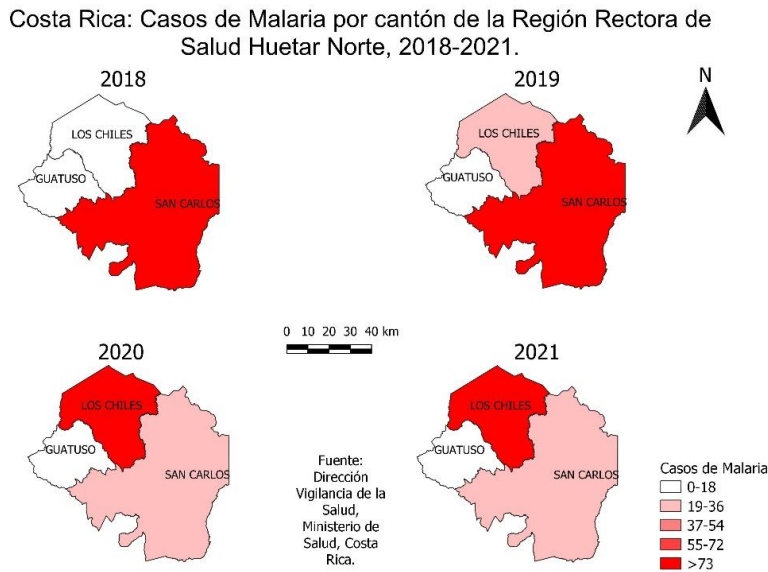 Costa Rica: Casos de Malaria por cantón de la Región Rectora de
Salud Huetar Norte, 2018-2021.
2018
LOS CHILES
GUATUSO
SAN CARLOS
2019
LOS CHILES
GUATUSO
SAN CARLOS
N
0 10 20 30 40 km
2020
LOS CHILES
GUATUSO
SAN CARLOS
2021
LOS CHILES
GUATUSO
SAN CARLOS
Fuente:
Dirección
Vigilancia de la
Salud,
Ministerio de
Salud, Costa
Rica.
Casos de Malaria
0-18
19-36
37-54
55-72
>73